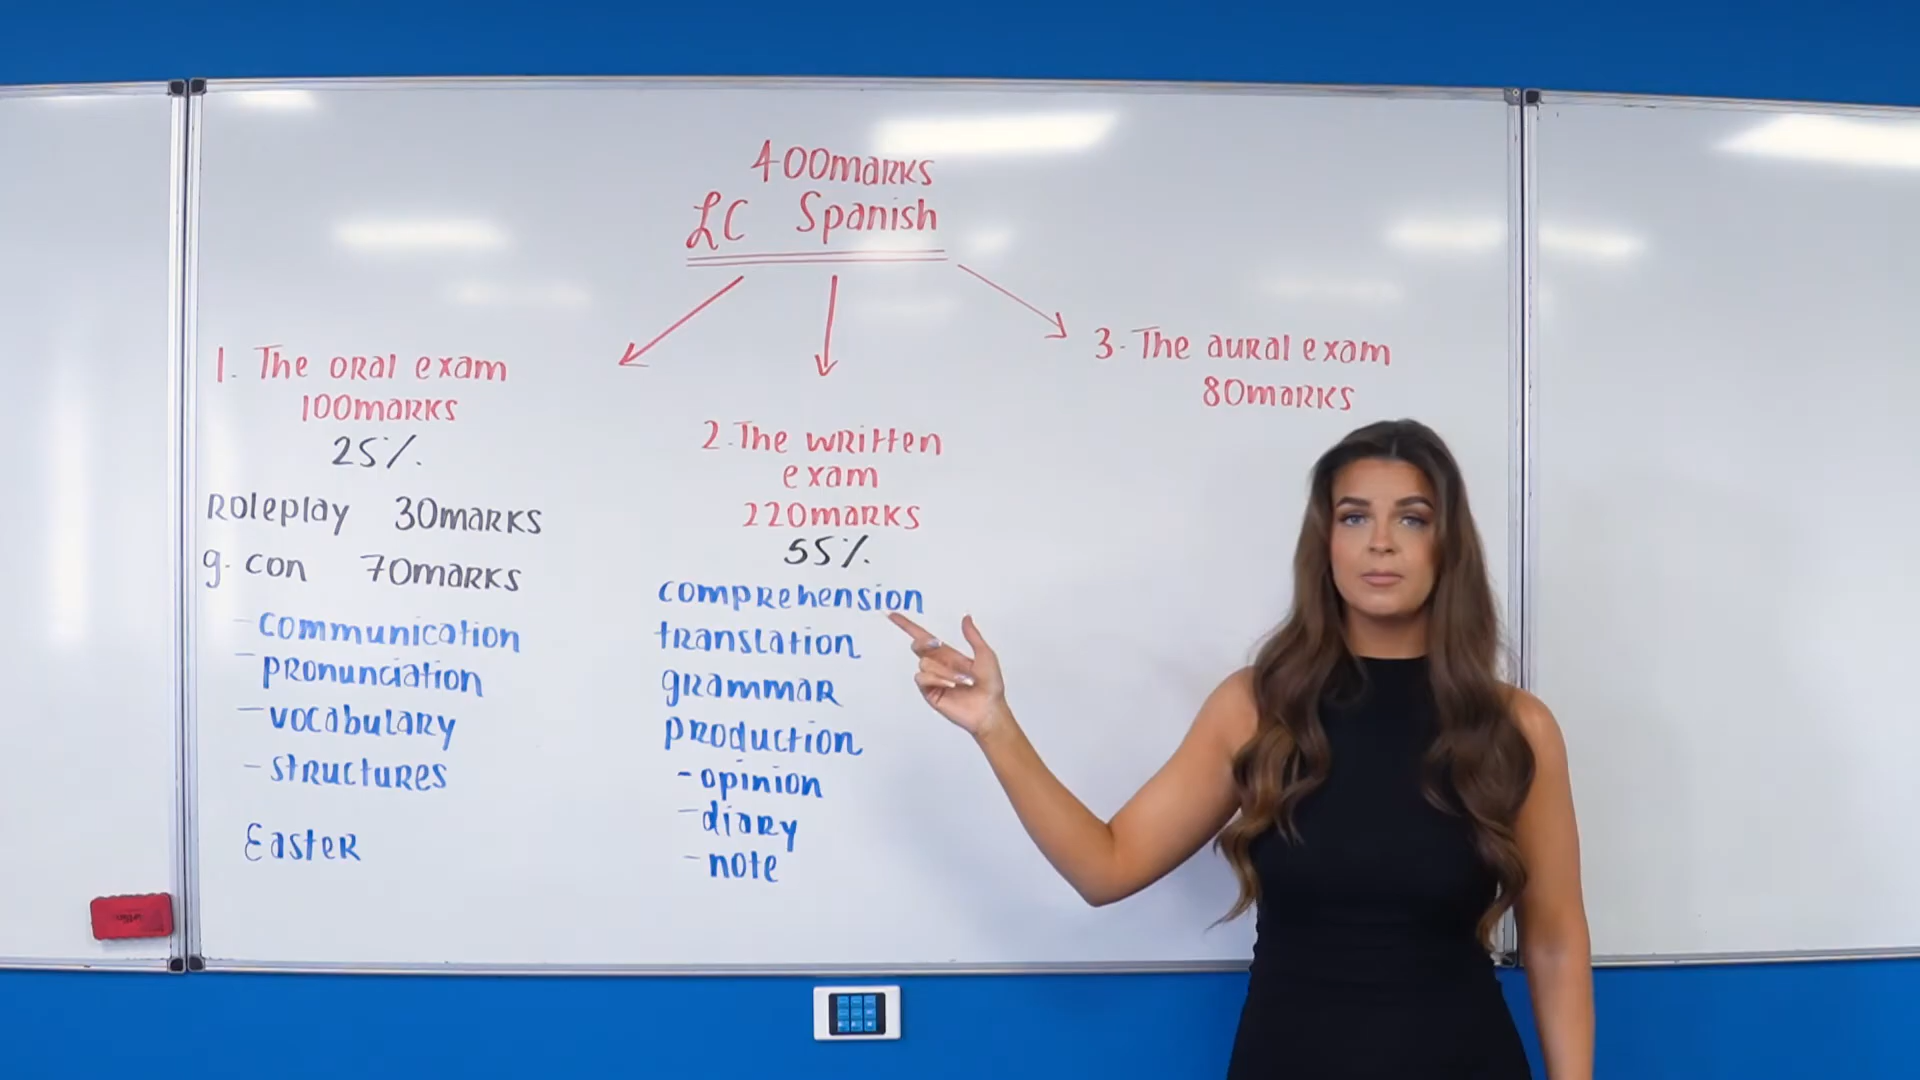 400marks
LC Spanish
1. The oral exam
100marks
25%.
Roleplay 30marks
g. con 70marks
- communication
- pronunciation
- vocabulary
- structures
Easter
2. The written
exam
220marks
55%.
comprehension
translation
grammar
production
- opinion
- diary
- note
3. The aural exam
80marks